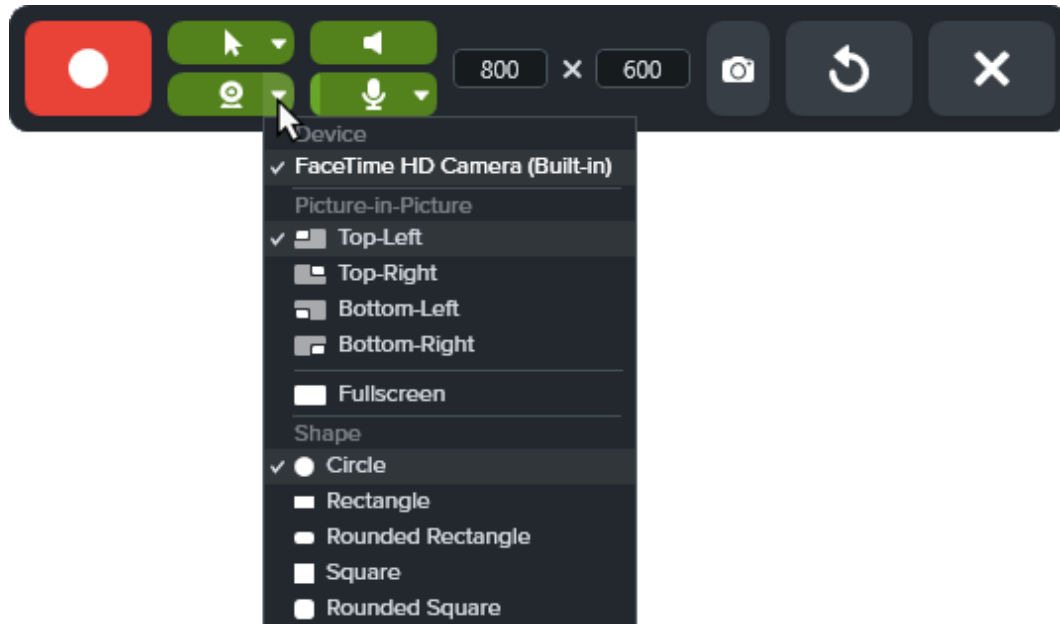 800 × 600
Device
FaceTime HD Camera (Built-in)
Picture-in-Picture
Top-Left
Top-Right
Bottom-Left
Bottom-Right
Fullscreen
Shape
Circle
Rectangle
Rounded Rectangle
Square
Rounded Square